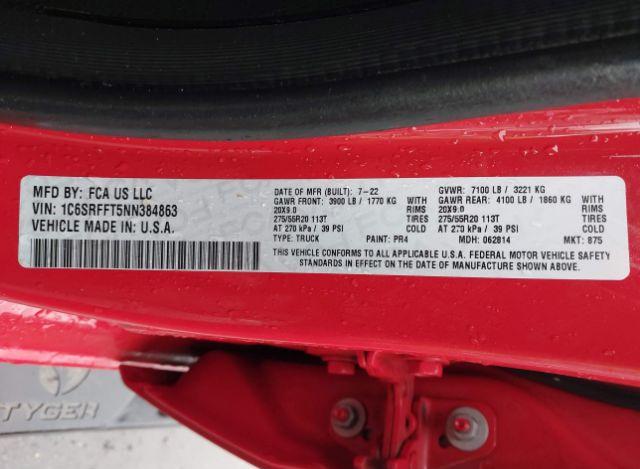 MFD BY: FCA US LLC
VIN: 1C6SRFFT5NN384863
VEHICLE MADE IN: U.S.A.
DATE OF MFR (BUILT): 7-22
GAWR FRONT: 3900 LB / 1770 KG WITH
20X9.0 RIMS
275/55R20 113T TIRES
AT 270 kPa / 39 PSI COLD
TYPE: TRUCK PAINT: PR4
GVWR: 7100 LB / 3221 KG
GAWR REAR: 4100 LB / 1860 KG WITH
20X9.0 RIMS
275/55R20 113T TIRES
AT 270 kPa / 39 PSI COLD
MDH: 062814 MKT: 875
THIS VEHICLE CONFORMS TO ALL APPLICABLE U.S.A. FEDERAL MOTOR VEHICLE SAFETY
STANDARDS IN EFFECT ON THE DATE OF MANUFACTURE SHOWN ABOVE.
TYGER